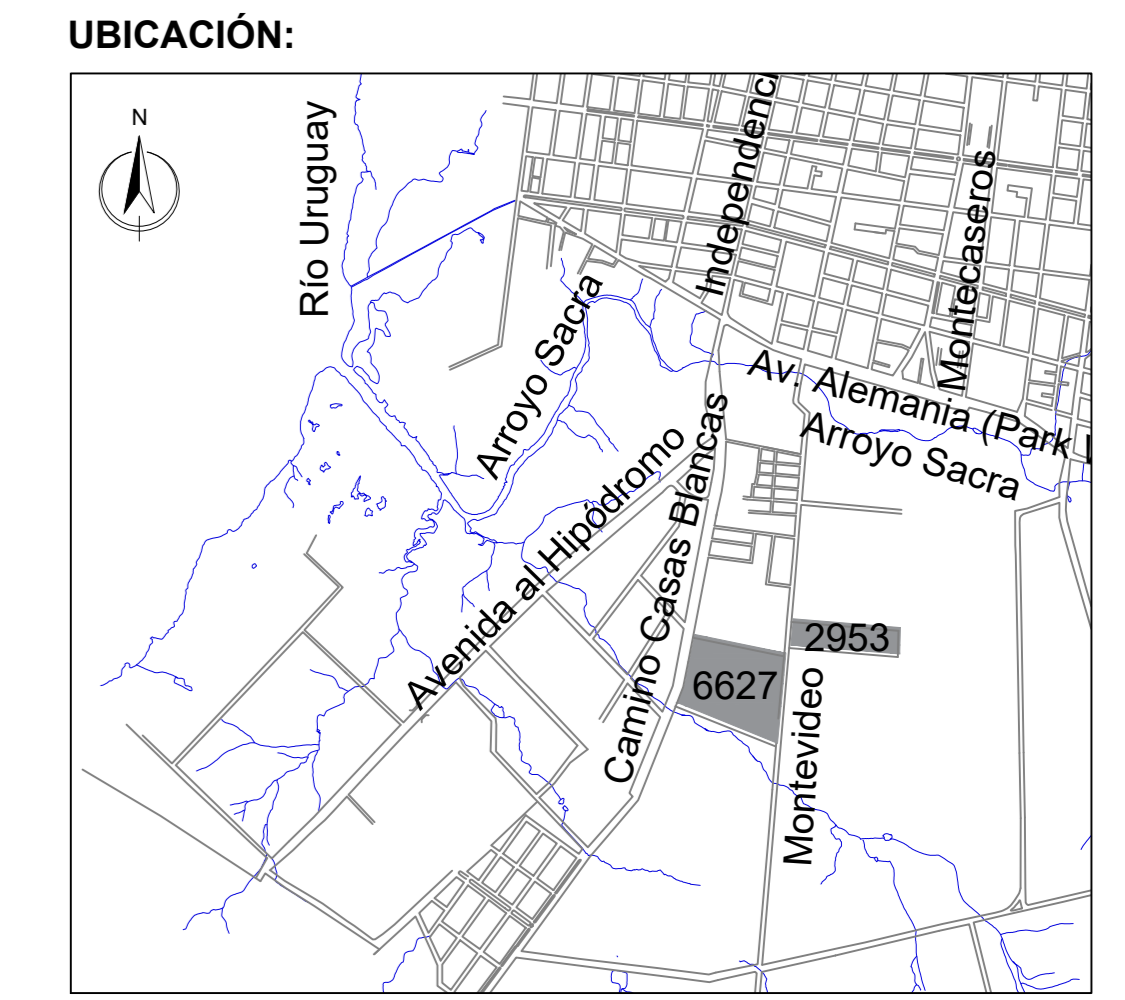 UBICACIÓN:
N
Río Uruguay
Independenci
Montecaseros
Arroyo Sacra
Av. Alemania (Park
Arroyo Sacra
Avenida al Hipódromo
Camino Casas Blancas
2953
6627
Montevideo